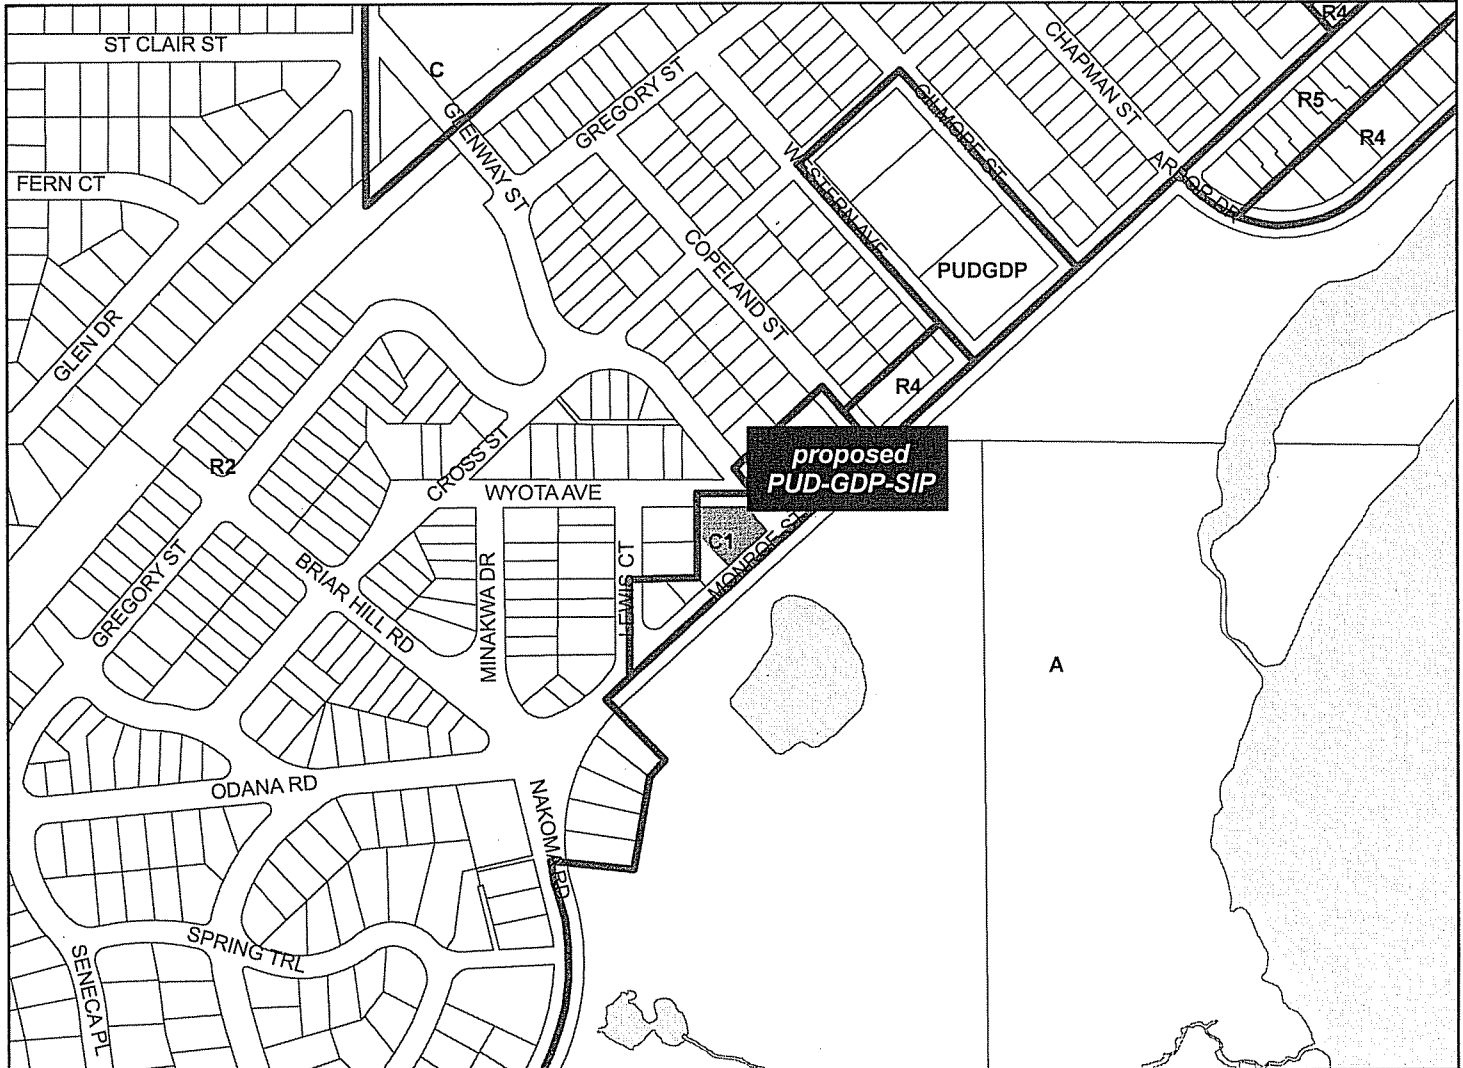 ST CLAIR ST
C
GLENWAY ST
GREGORY ST
CHAPMAN ST
R4
R5
R4
GILMORE ST
ARBOR DR
FERN CT
WESTERN AVE
COPELAND ST
PUDGDP
GLEN DR
R4
R2
CROSS ST
proposed
PUD-GDP-SIP
WYOTA AVE
C1
MONROE ST
GREGORY ST
BRIAR HILL RD
MINAKWA DR
LEWIS CT
A
ODANA RD
NAKOMA RD
SPRING TRL
SENECA PL